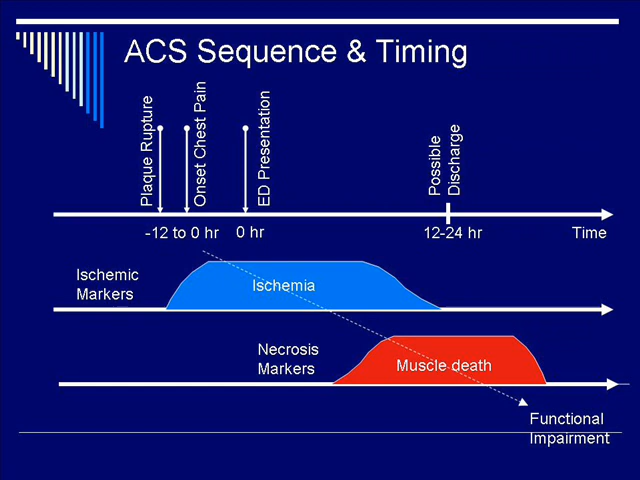 ACS Sequence & Timing
Plaque Rupture
Onset Chest Pain
ED Presentation
Possible
Discharge
-12 to 0 hr
0 hr
12-24 hr
Time
Ischemic
Markers
Ischemia
Necrosis
Markers
Muscle death
Functional
Impairment